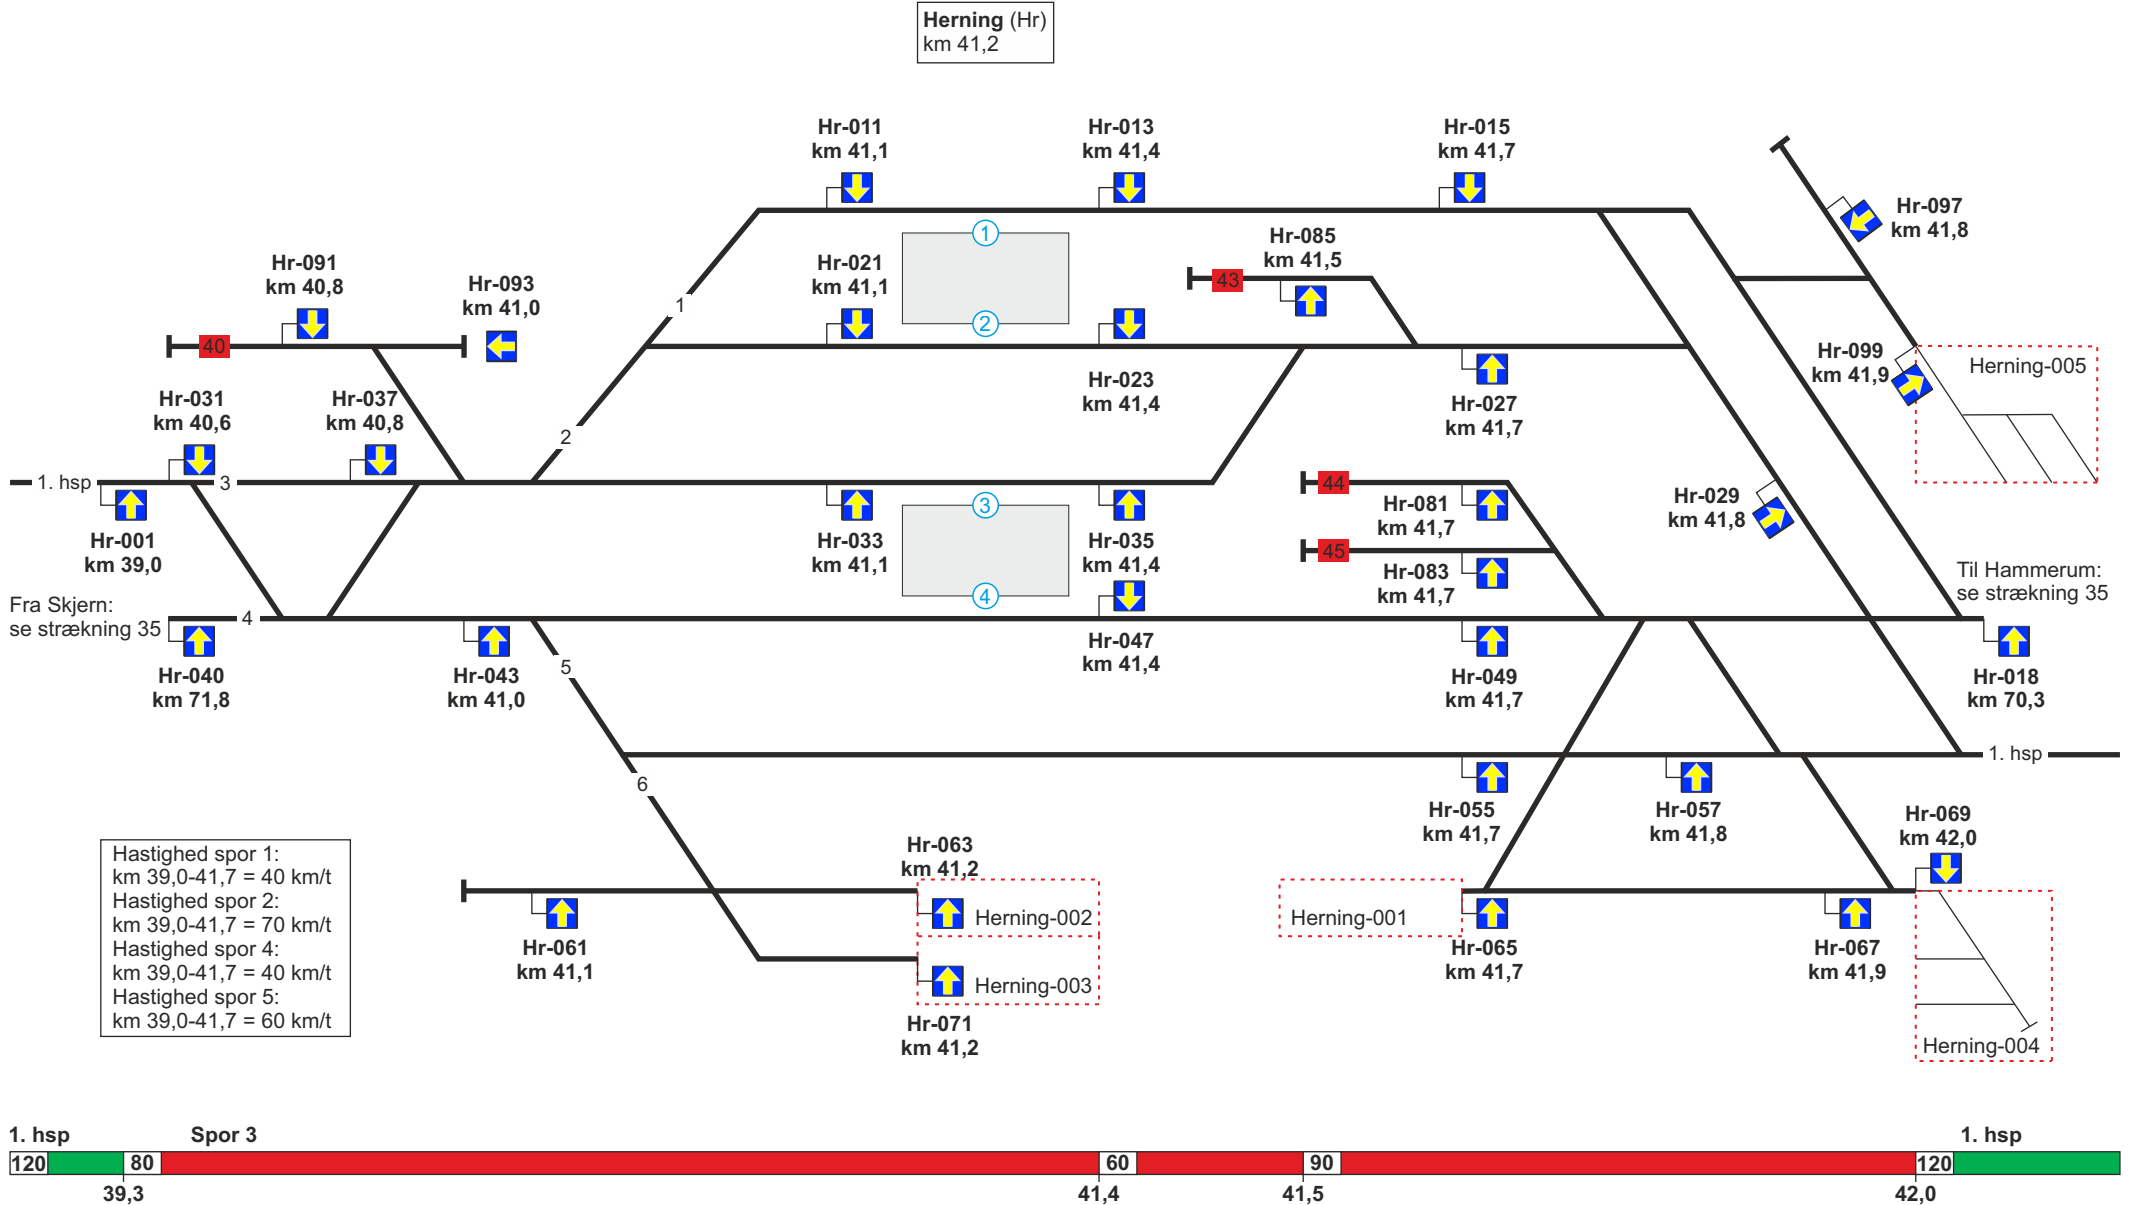 Herning (Hr)
km 41,2
Hr-011
km 41,1
Hr-013
km 41,4
Hr-015
km 41,7
Hr-097
km 41,8
1
Hr-085
km 41,5
43
Hr-021
km 41,1
2
Hr-091
km 40,8
Hr-093
km 41,0
1
40
Hr-023
km 41,4
Hr-027
km 41,7
Hr-099
km 41,9
Herning-005
Hr-031
km 40,6
Hr-037
km 40,8
2
1. hsp
3
3
44
Hr-081
km 41,7
Hr-029
km 41,8
Hr-001
km 39,0
Hr-033
km 41,1
Hr-035
km 41,4
45
Hr-083
km 41,7
4
Til Hammerum:
se strækning 35
Fra Skjern:
se strækning 35
4
Hr-040
km 71,8
Hr-043
km 41,0
5
Hr-047
km 41,4
Hr-049
km 41,7
Hr-018
km 70,3
1. hsp
6
Hr-055
km 41,7
Hr-057
km 41,8
Hr-069
km 42,0
Hastighed spor 1:
km 39,0-41,7 = 40 km/t
Hastighed spor 2:
km 39,0-41,7 = 70 km/t
Hastighed spor 4:
km 39,0-41,7 = 40 km/t
Hastighed spor 5:
km 39,0-41,7 = 60 km/t
Hr-063
km 41,2
Herning-002
Hr-061
km 41,1
Herning-003
Hr-071
km 41,2
Herning-001
Hr-065
km 41,7
Hr-067
km 41,9
Herning-004
1. hsp
Spor 3
1. hsp
120
80
60
90
120
39,3
41,4
41,5
42,0